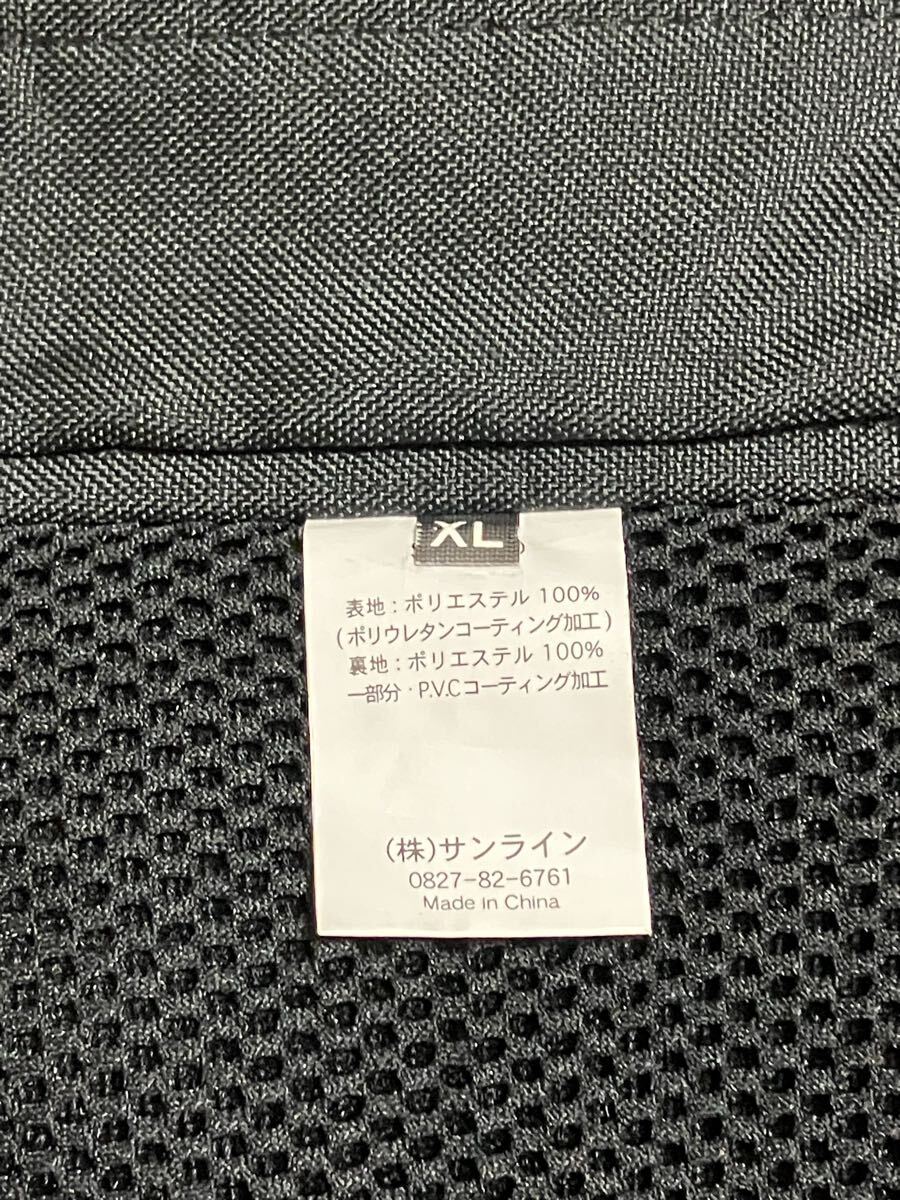 XL
表地 : ポリエステル 100%
(ポリウレタンコーティング加工)
裏地 : ポリエステル 100%
一部分・P.V.Cコーティング加工
(株)サンライン
0827-82-6761
Made in China